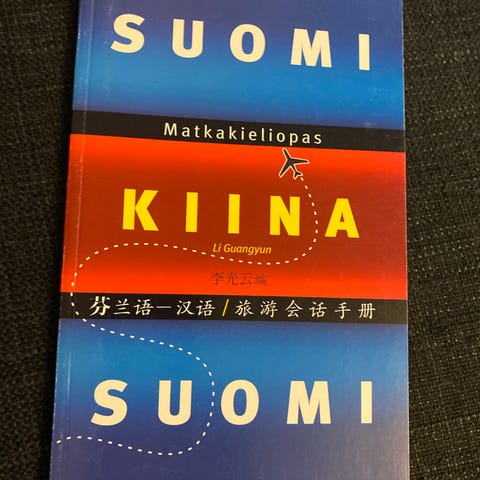 SUOMI
Matkakieliopas
KIINA
Li Guangyun
李光云编
芬兰语－汉语/旅游会话手册
SUOMI